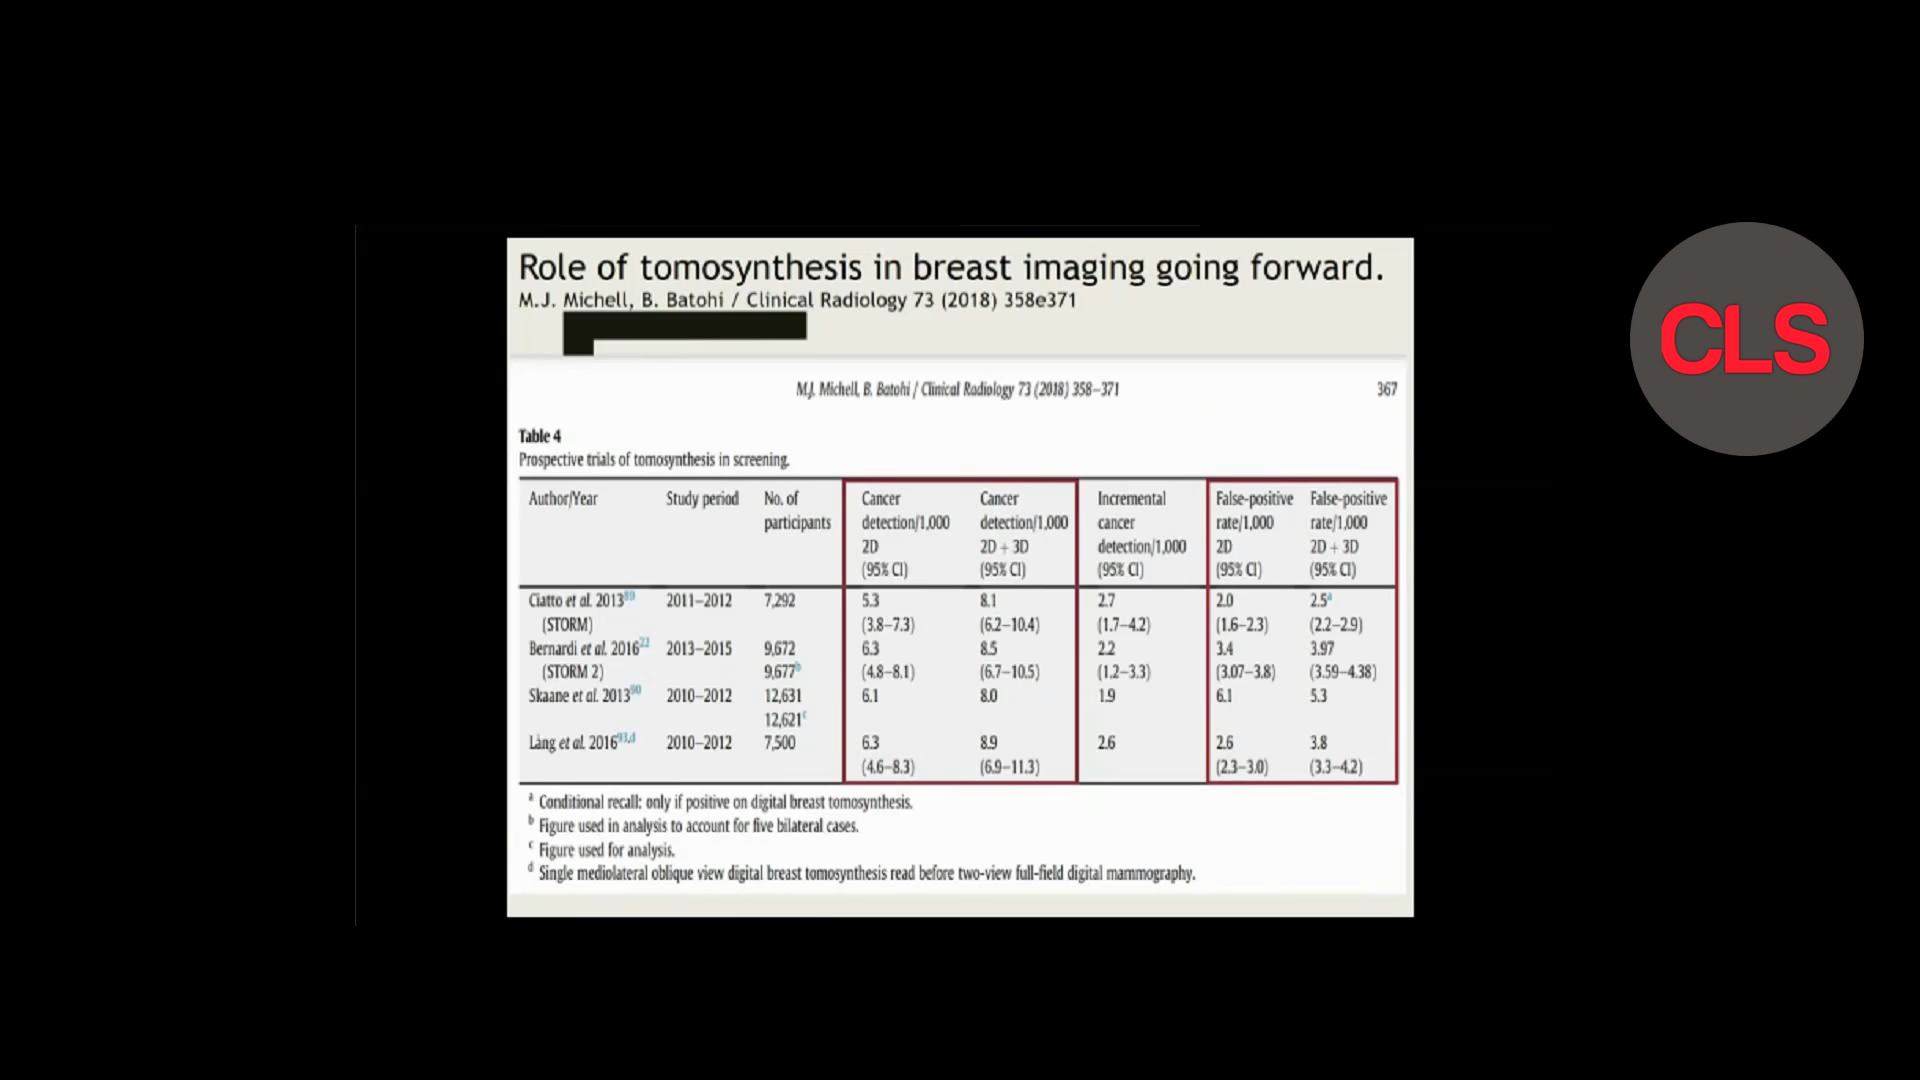 Role of tomosynthesis in breast imaging going forward.
M.J. Michell, B. Batohi / Clinical Radiology 73 (2018) 358e371
CLS
M.J. Michell, B. Batohi / Clinical Radiology 73 (2018) 358–371 367
Table 4
Prospective trials of tomosynthesis in screening.
Author/Year Study period No. of Cancer Cancer Incremental False-positive False-positive
participants detection/1,000 detection/1,000 cancer rate/1,000 rate/1,000
2D 2D + 3D detection/1,000 2D 2D + 3D
(95% CI) (95% CI) (95% CI) (95% CI) (95% CI)
Ciatto et al. 201389 2011–2012 7,292 5.3 8.1 2.7 2.0 2.5a
(STORM) (3.8–7.3) (6.2–10.4) (1.7–4.2) (1.6–2.3) (2.2–2.9)
Bernardi et al. 201622 2013–2015 9,672 6.3 8.5 2.2 3.4 3.97
(STORM 2) 9,677b (4.8–8.1) (6.7–10.5) (1.2–3.3) (3.07–3.8) (3.59–4.38)
Skaane et al. 201390 2010–2012 12,631 6.1 8.0 1.9 6.1 5.3
12,621c
Lång et al. 201693,d 2010–2012 7,500 6.3 8.9 2.6 2.6 3.8
(4.6–8.3) (6.9–11.3) (2.3–3.0) (3.3–4.2)
a Conditional recall: only if positive on digital breast tomosynthesis.
b Figure used in analysis to account for five bilateral cases.
c Figure used for analysis.
d Single mediolateral oblique view digital breast tomosynthesis read before two-view full-field digital mammography.